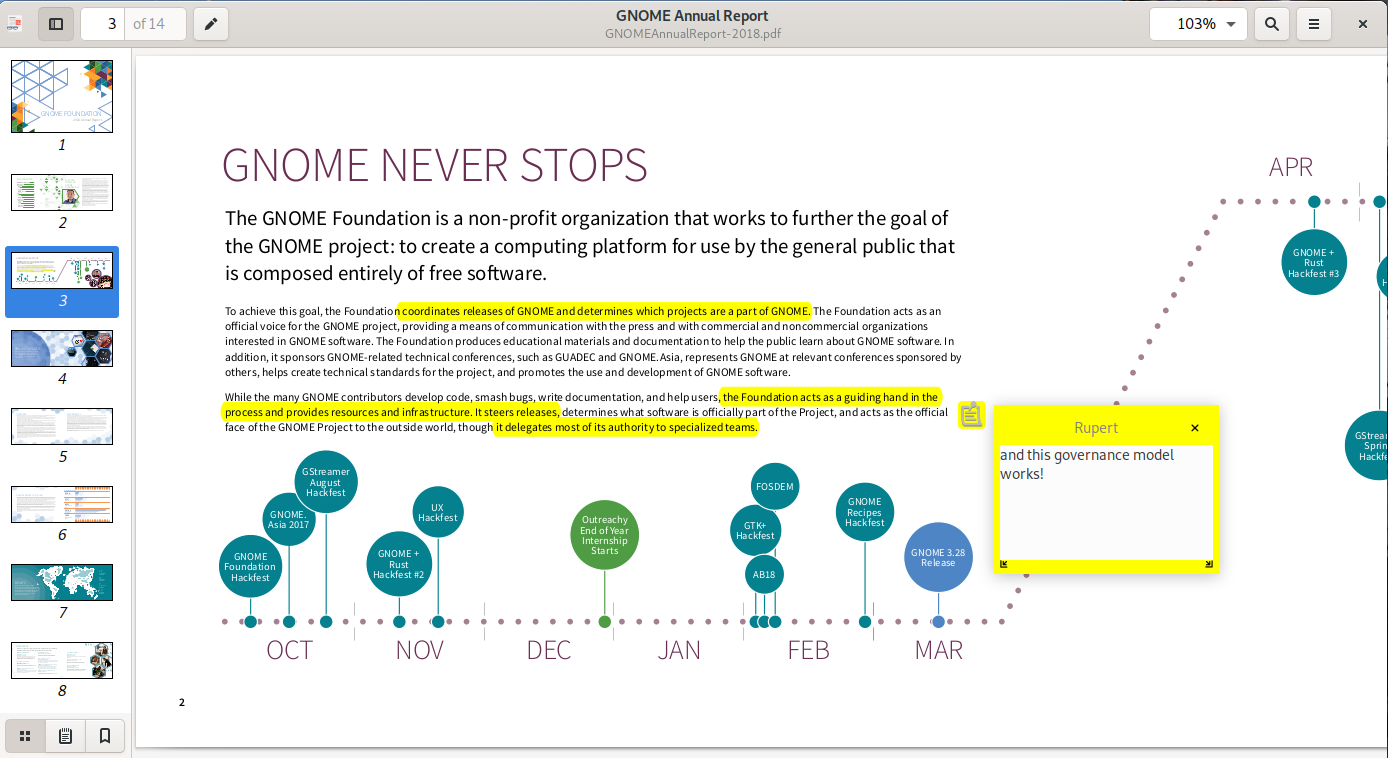 GNOME Annual Report
GNOMEAnnualReport-2018.pdf
3 of 14
103%
1
2
3
4
5
6
7
8
GNOME FOUNDATION
GNOME NEVER STOPS
The GNOME Foundation is a non-profit organization that works to further the goal of
the GNOME project: to create a computing platform for use by the general public that
is composed entirely of free software.
To achieve this goal, the Foundation coordinates releases of GNOME and determines which projects are a part of GNOME. The Foundation acts as an
official voice for the GNOME project, providing a means of communication with the press and with commercial and noncommercial organizations
interested in GNOME software. The Foundation produces educational materials and documentation to help the public learn about GNOME software. In
addition, it sponsors GNOME-related technical conferences, such as GUADEC and GNOME.Asia, represents GNOME at relevant conferences sponsored by
others, helps create technical standards for the project, and promotes the use and development of GNOME software.
While the many GNOME contributors develop code, smash bugs, write documentation, and help users, the Foundation acts as a guiding hand in the
process and provides resources and infrastructure. It steers releases, determines what software is officially part of the Project, and acts as the official
face of the GNOME Project to the outside world, though it delegates most of its authority to specialized teams.
Rupert
and this governance model
works!
GNOME
Foundation
Hackfest
GNOME.
Asia 2017
GStreamer
August
Hackfest
GNOME +
Rust
Hackfest #2
UX
Hackfest
Outreachy
End of Year
Internship
Starts
GTK+
Hackfest
AB18
FOSDEM
GNOME
Recipes
Hackfest
GNOME 3.28
Release
APR
GNOME +
Rust
Hackfest #3
H
GStrea
Sprin
Hackfe
OCT
NOV
DEC
JAN
FEB
MAR
2